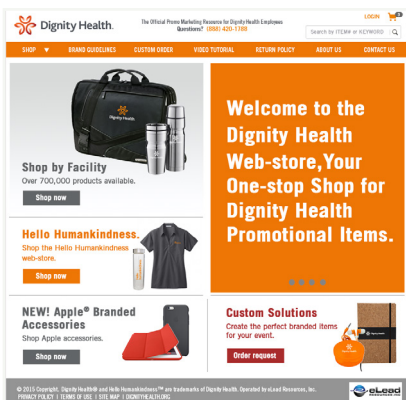 Dignity Health.
The Official Promo Marketing Resource for Dignity Health Employees
Questions? (888) 420-1788
LOGIN 0
Search by ITEM# or KEYWORD
SHOP BRAND GUIDELINES CUSTOM ORDER VIDEO TUTORIAL RETURN POLICY ABOUT US CONTACT US
Dignity Health.
Shop by Facility
Over 700,000 products available.
Shop now
Welcome to the
Dignity Health
Web-store,Your
One-stop Shop for
Dignity Health
Promotional Items.
Hello Humankindness.
Shop the Hello Humankindness
web-store.
Shop now
NEW! Apple® Branded
Accessories
Shop Apple accessories.
Shop now
Custom Solutions
Create the perfect branded items
for your event.
Order request
© 2015 Copyright, Dignity Health® and Hello Humankindness™ are trademarks of Dignity Health. Operated by eLead Resources, Inc.
PRIVACY POLICY | TERMS OF USE | SITE MAP | DIGNITYHEALTH.ORG
eLead
RESOURCES INC.